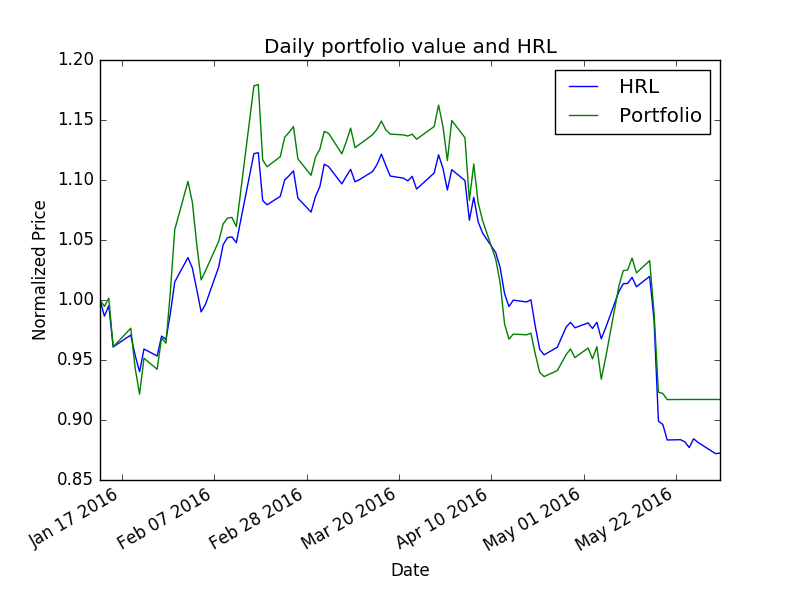 Daily portfolio value and HRL
HRL
Portfolio
Normalized Price
1.20
1.15
1.10
1.05
1.00
0.95
0.90
0.85
Jan 17 2016
Feb 07 2016
Feb 28 2016
Mar 20 2016
Apr 10 2016
May 01 2016
May 22 2016
Date